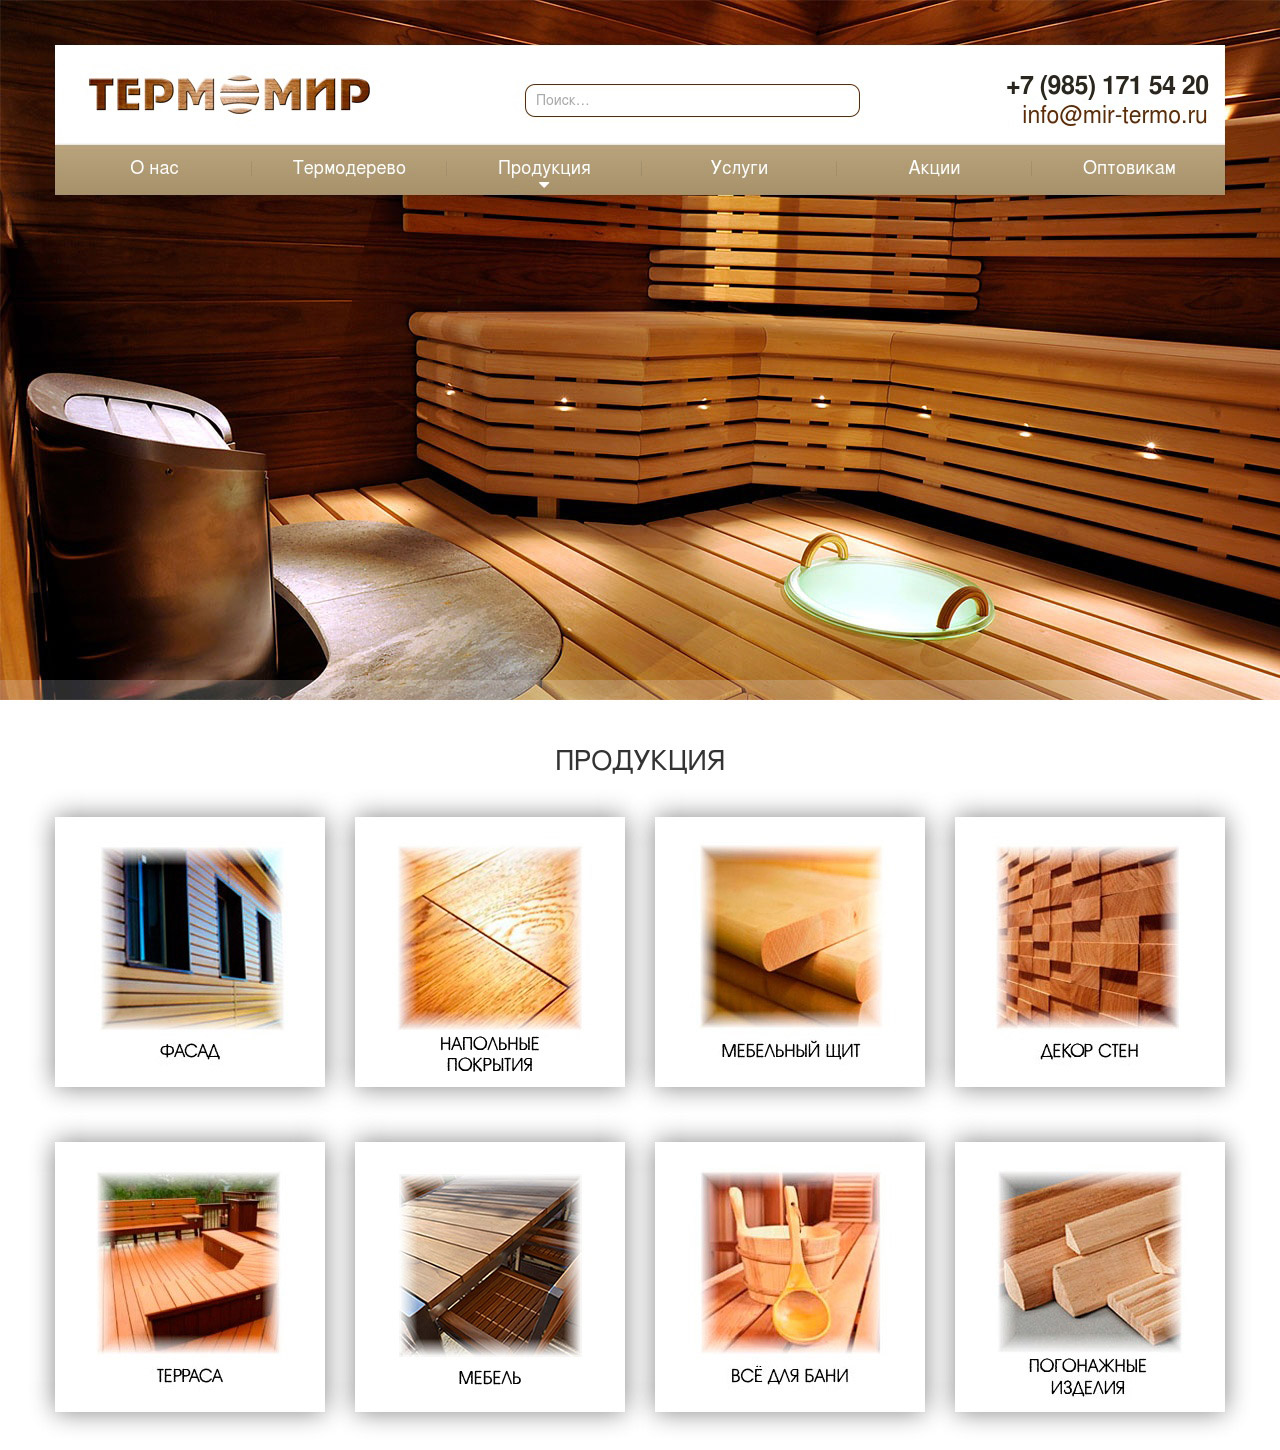 ТЕРМОМИР
Поиск...
+7 (985) 171 54 20
info@mir-termo.ru
О нас
Термодерево
Продукция
Услуги
Акции
Оптовикам
ПРОДУКЦИЯ
ФАСАД
НАПОЛЬНЫЕ
ПОКРЫТИЯ
МЕБЕЛЬНЫЙ ЩИТ
ДЕКОР СТЕН
ТЕРРАСА
МЕБЕЛЬ
ВСЁ ДЛЯ БАНИ
ПОГОНАЖНЫЕ
ИЗДЕЛИЯ